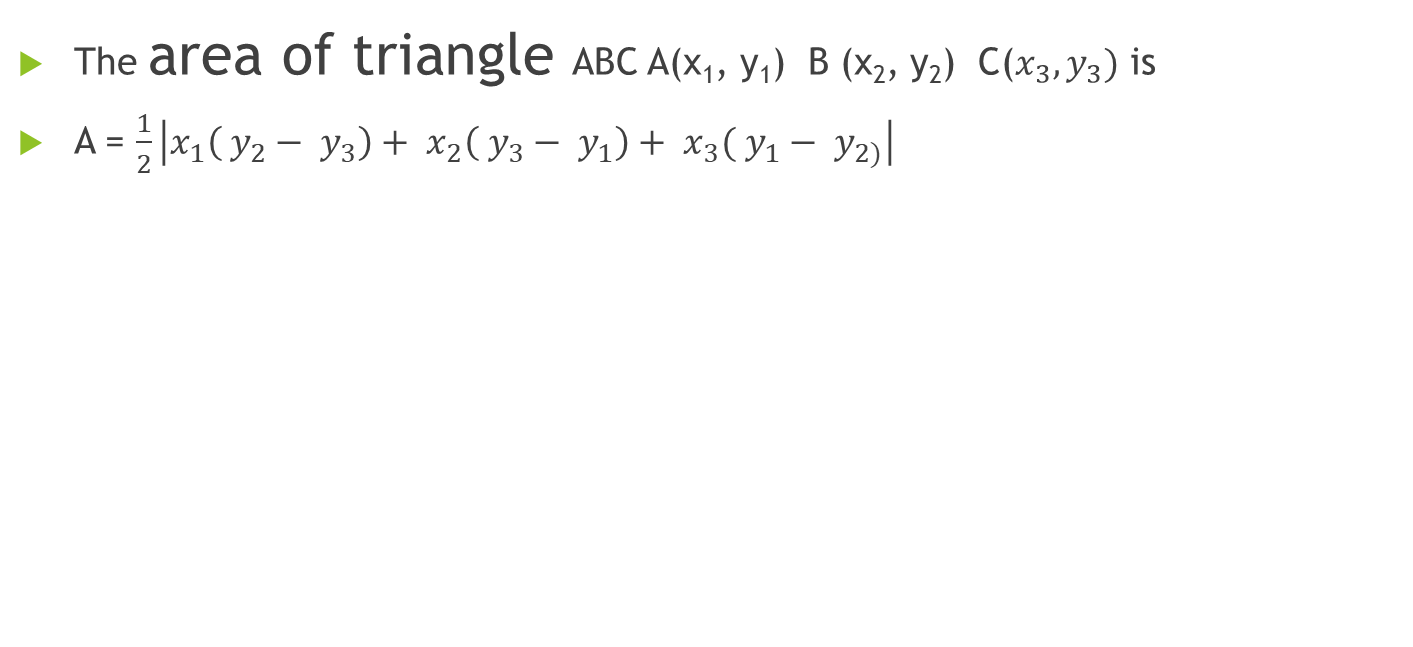 ▶ The area of triangle ABC A(x₁, y₁) B (x₂, y₂) C(𝑥₃,𝑦₃) is
▶ A = ½|𝑥₁( 𝑦₂ − 𝑦₃) + 𝑥₂( 𝑦₃ − 𝑦₁) + 𝑥₃( 𝑦₁ − 𝑦₂₎|